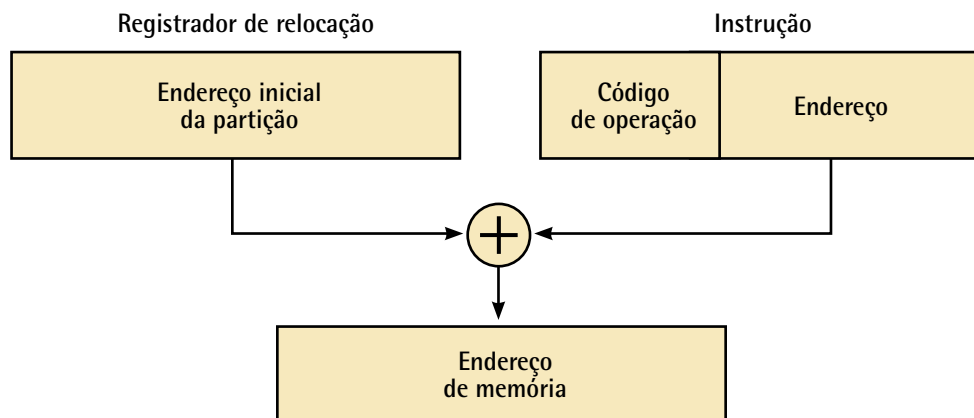 Registrador de relocação
Instrução
Endereço inicial
da partição
Código
de operação
Endereço
Endereço
de memória